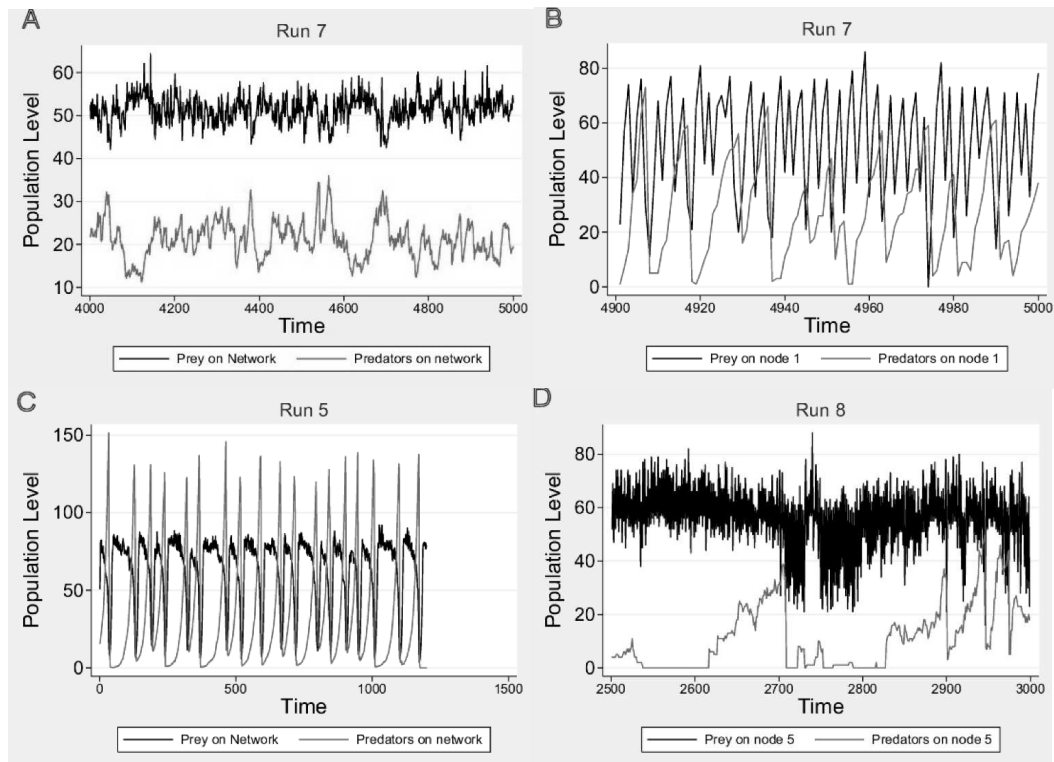 A
Run 7
Population Level
60
50
40
30
20
10
4000 4200 4400 4600 4800 5000
Time
Prey on Network Predators on network
B
Run 7
Population Level
80
60
40
20
0
4900 4920 4940 4960 4980 5000
Time
Prey on node 1 Predators on node 1
C
Run 5
Population Level
150
100
50
0
0 500 1000 1500
Time
Prey on Network Predators on network
D
Run 8
Population Level
80
60
40
20
0
2500 2600 2700 2800 2900 3000
Time
Prey on node 5 Predators on node 5